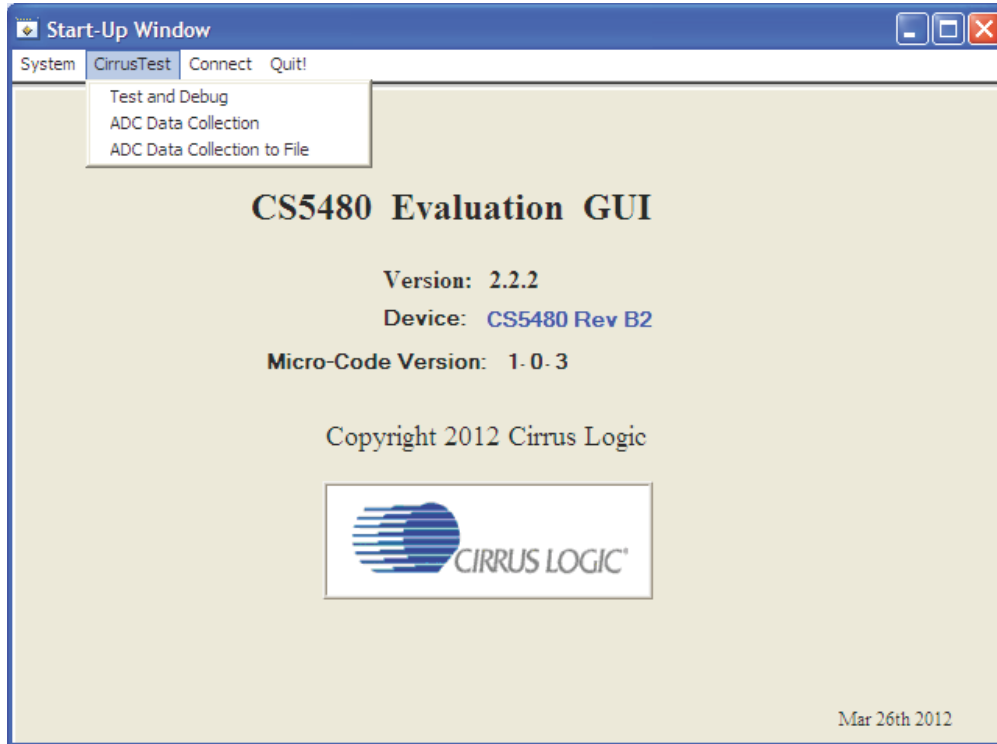 Start-Up Window
System CirrusTest Connect Quit!
Test and Debug
ADC Data Collection
ADC Data Collection to File
CS5480 Evaluation GUI
Version: 2.2.2
Device: CS5480 Rev B2
Micro-Code Version: 1-0-3
Copyright 2012 Cirrus Logic
CIRRUS LOGIC®
Mar 26th 2012